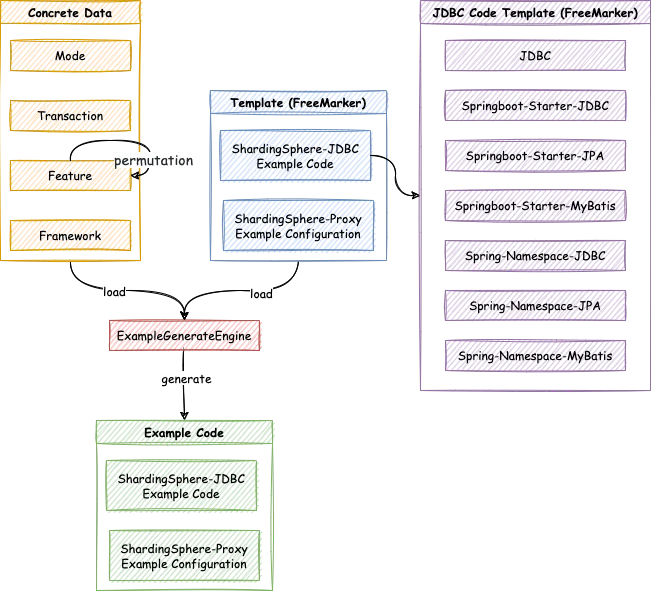 Concrete Data
Mode
Transaction
Feature
permutation
Framework
Template (FreeMarker)
ShardingSphere-JDBC
Example Code
ShardingSphere-Proxy
Example Configuration
JDBC Code Template (FreeMarker)
JDBC
Springboot-Starter-JDBC
Springboot-Starter-JPA
Springboot-Starter-MyBatis
Spring-Namespace-JDBC
Spring-Namespace-JPA
Spring-Namespace-MyBatis
load
load
ExampleGenerateEngine
generate
Example Code
ShardingSphere-JDBC
Example Code
ShardingSphere-Proxy
Example Configuration